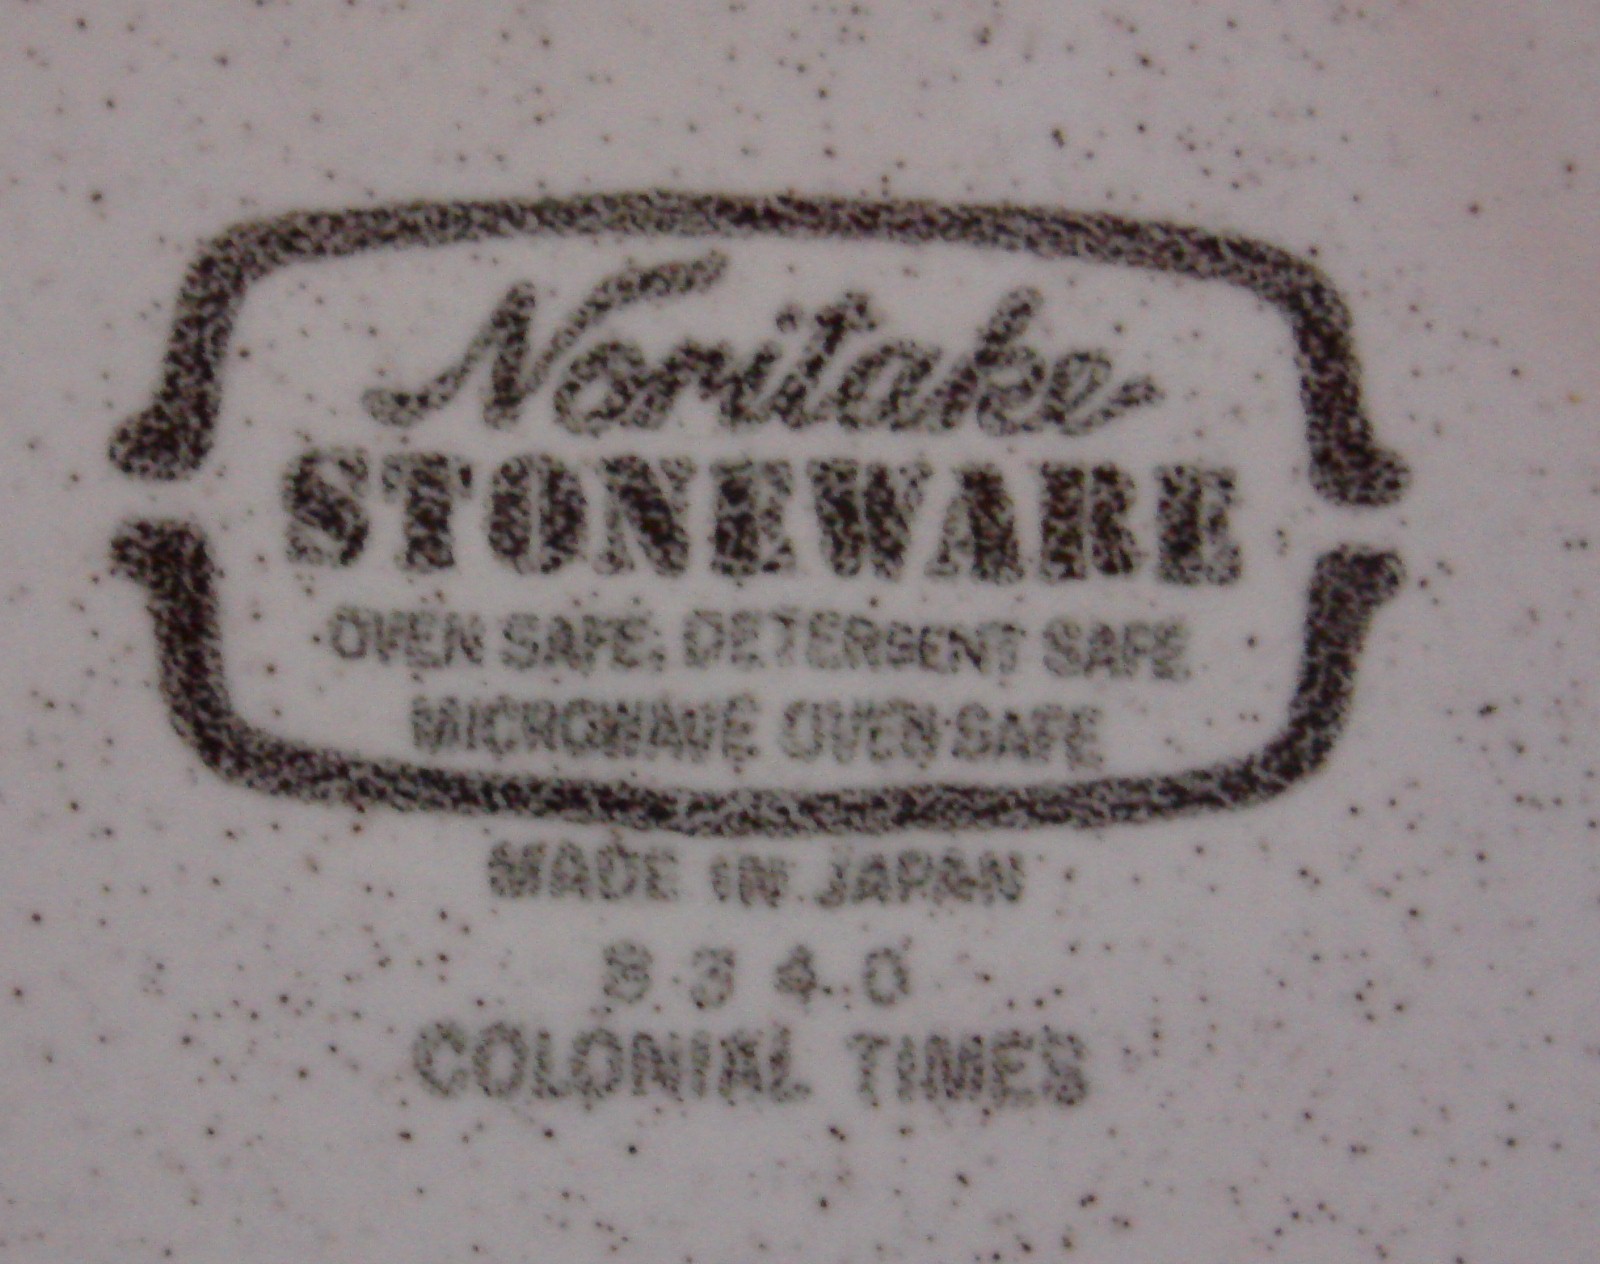 Noritake
STONEWARE
OVEN SAFE. DETERGENT SAFE
MICROWAVE OVEN SAFE
MADE IN JAPAN
8340
COLONIAL TIMES